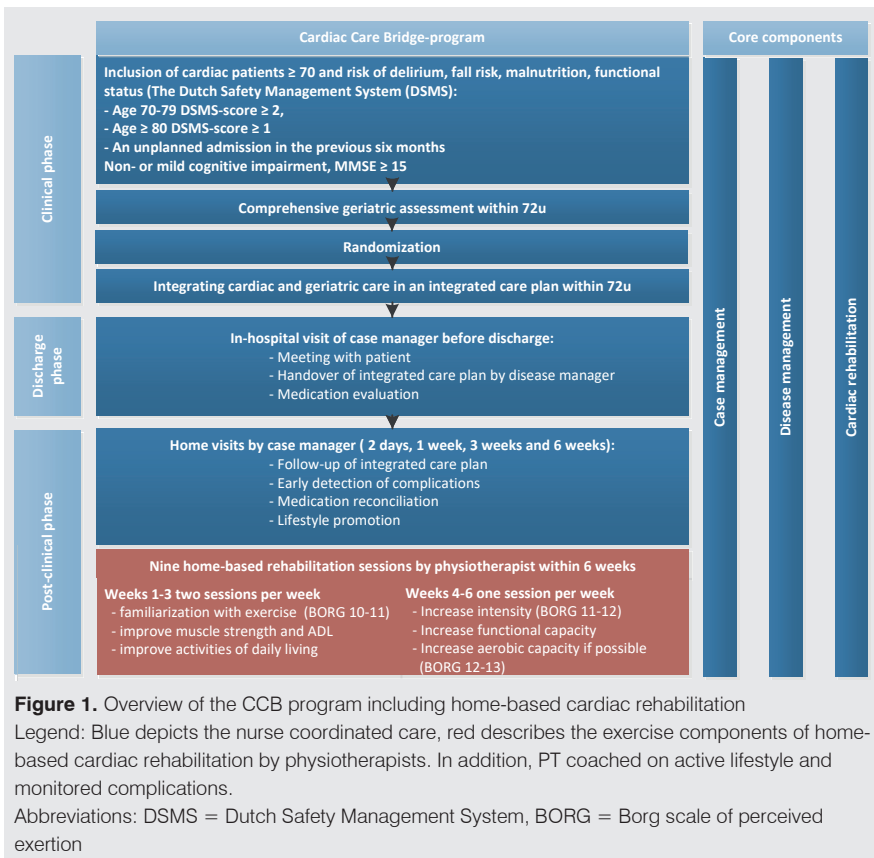 Cardiac Care Bridge-program
Core components
Clinical phase
Inclusion of cardiac patients ≥ 70 and risk of delirium, fall risk, malnutrition, functional
status (The Dutch Safety Management System (DSMS):
- Age 70-79 DSMS-score ≥ 2,
- Age ≥ 80 DSMS-score ≥ 1
- An unplanned admission in the previous six months
Non- or mild cognitive impairment, MMSE ≥ 15
Comprehensive geriatric assessment within 72u
Randomization
Integrating cardiac and geriatric care in an integrated care plan within 72u
Discharge
phase
In-hospital visit of case manager before discharge:
- Meeting with patient
- Handover of integrated care plan by disease manager
- Medication evaluation
Post-clinical phase
Home visits by case manager ( 2 days, 1 week, 3 weeks and 6 weeks):
- Follow-up of integrated care plan
- Early detection of complications
- Medication reconciliation
- Lifestyle promotion
Nine home-based rehabilitation sessions by physiotherapist within 6 weeks
Weeks 1-3 two sessions per week
- familiarization with exercise (BORG 10-11)
- improve muscle strength and ADL
- improve activities of daily living
Weeks 4-6 one session per week
- Increase intensity (BORG 11-12)
- Increase functional capacity
- Increase aerobic capacity if possible
(BORG 12-13)
Case management
Disease management
Cardiac rehabilitation
Figure 1. Overview of the CCB program including home-based cardiac rehabilitation
Legend: Blue depicts the nurse coordinated care, red describes the exercise components of home-
based cardiac rehabilitation by physiotherapists. In addition, PT coached on active lifestyle and
monitored complications.
Abbreviations: DSMS = Dutch Safety Management System, BORG = Borg scale of perceived
exertion